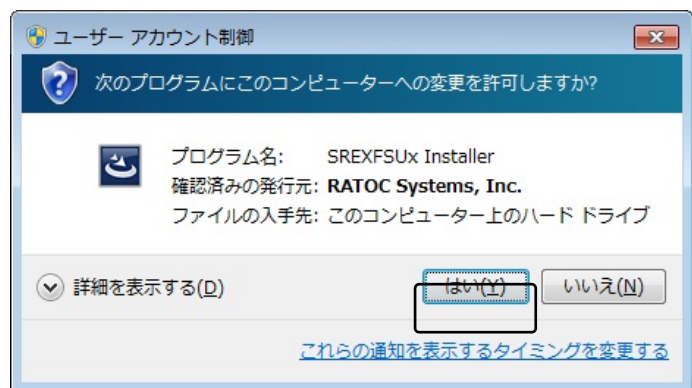 ユーザー アカウント制御
次のプログラムにこのコンピューターへの変更を許可しますか?
プログラム名: SREXFSUx Installer
確認済みの発行元: RATOC Systems, Inc.
ファイルの入手先: このコンピューター上のハード ドライブ
詳細を表示する(D) はい(Y) いいえ(N)
これらの通知を表示するタイミングを変更する